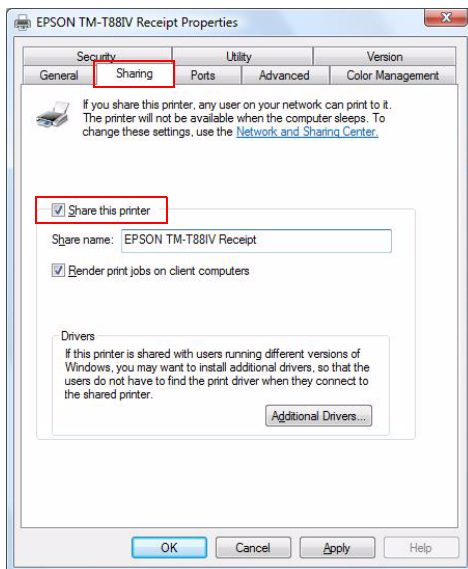 EPSON TM-T88IV Receipt Properties
Security Utility Version
General Sharing Ports Advanced Color Management
If you share this printer, any user on your network can print to it.
The printer will not be available when the computer sleeps. To
change these settings, use the Network and Sharing Center.
Share this printer
Share name: EPSON TM-T88IV Receipt
Render print jobs on client computers
Drivers
If this printer is shared with users running different versions of
Windows, you may want to install additional drivers, so that the
users do not have to find the print driver when they connect to
the shared printer.
Additional Drivers...
OK Cancel Apply Help